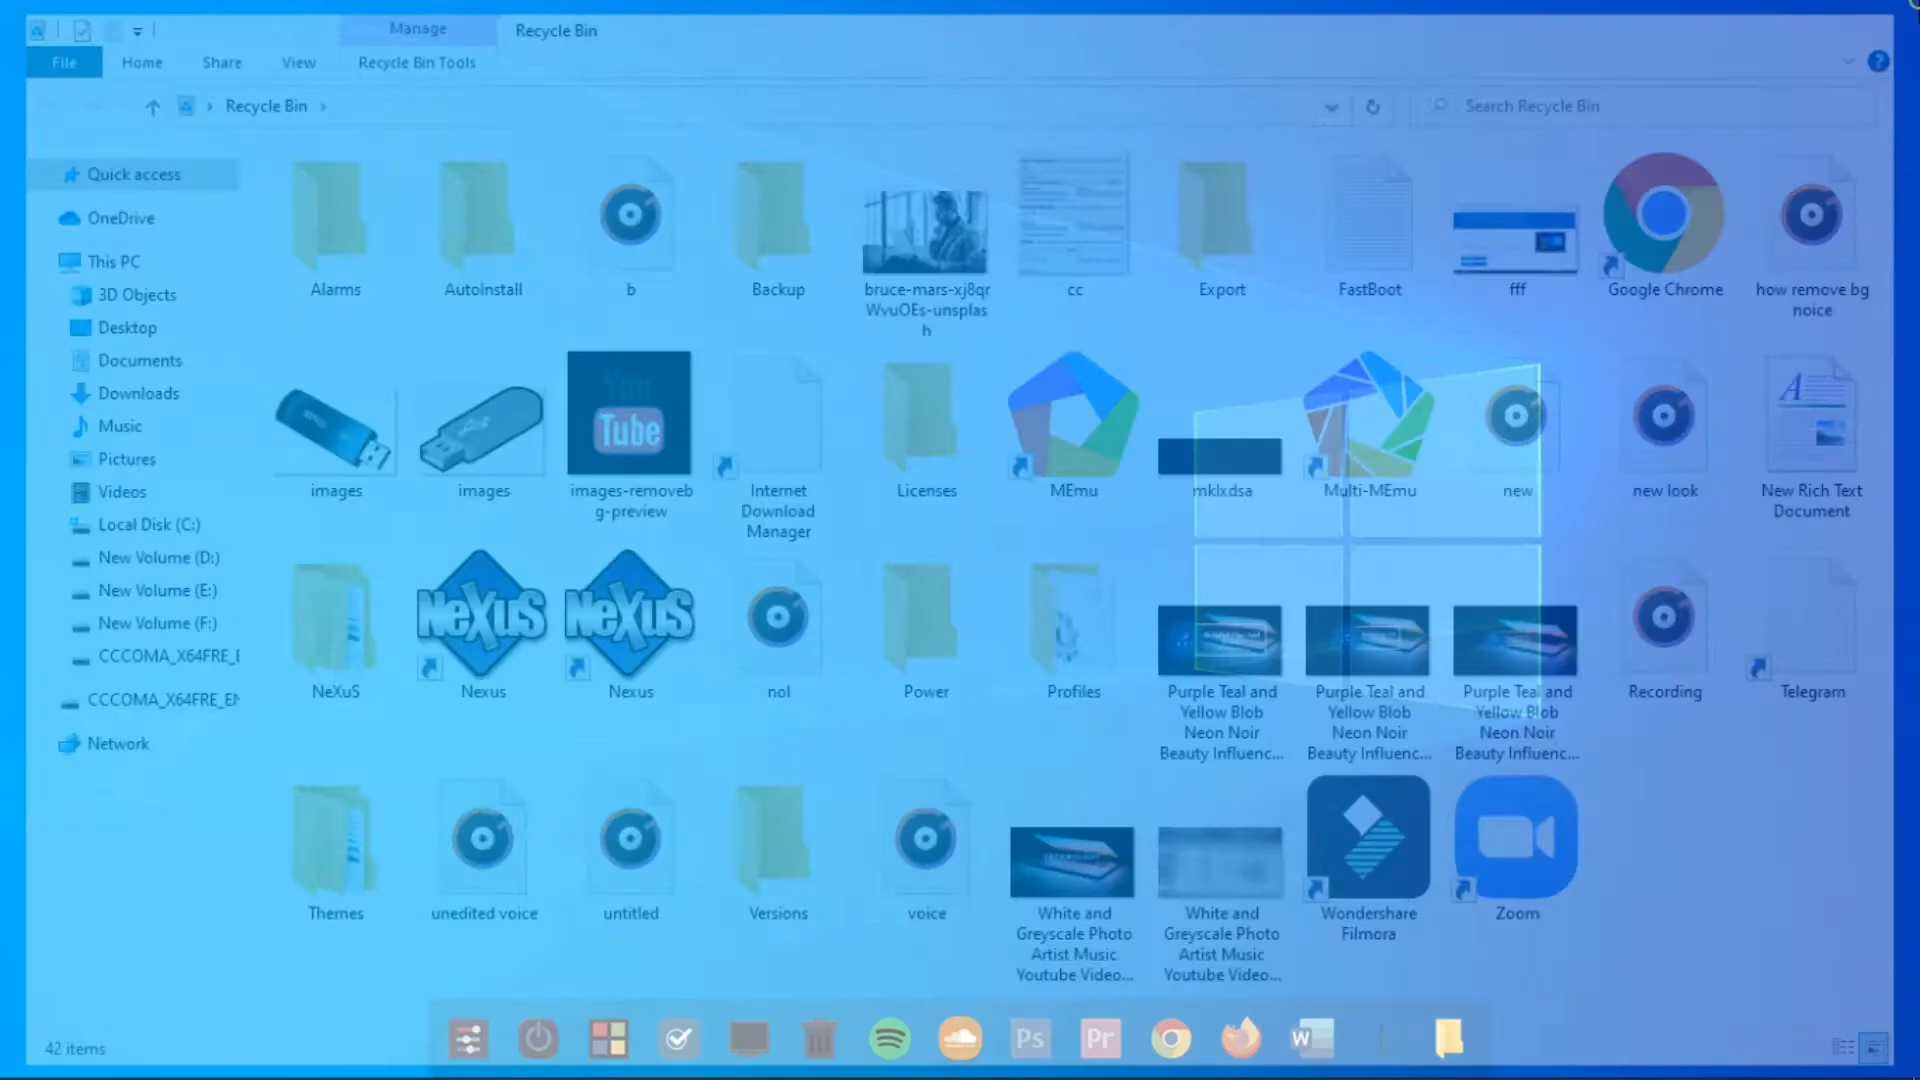 Manage
Recycle Bin
File
Home
Share
View
Recycle Bin Tools
Recycle Bin
Search Recycle Bin
Quick access
OneDrive
This PC
3D Objects
Desktop
Documents
Downloads
Music
Pictures
Videos
Local Disk (C:)
New Volume (D:)
New Volume (E:)
New Volume (F:)
CCCOMA_X64FRE_E
CCCOMA_X64FRE_EN
Network
Alarms
AutoInstall
b
Backup
bruce-mars-xj8qr
WvuOEs-unsplas
h
cc
Export
FastBoot
fff
Google Chrome
how remove bg
noice
images
images
You
Tube
images-removeb
g-preview
Internet
Download
Manager
Licenses
MEmu
mklxdsa
Multi-MEmu
new
new look
New Rich Text
Document
NeXuS
NeXuS
NeXuS
Nexus
Nexus
nol
Power
Profiles
Purple Teal and
Yellow Blob
Neon Noir
Beauty Influenc...
Purple Teal and
Yellow Blob
Neon Noir
Beauty Influenc...
Purple Teal and
Yellow Blob
Neon Noir
Beauty Influenc...
Recording
Telegram
Themes
unedited voice
untitled
Versions
voice
White and
Greyscale Photo
Artist Music
Youtube Video...
White and
Greyscale Photo
Artist Music
Youtube Video...
Wondershare
Filmora
Zoom
42 items
Ps
Pr
W